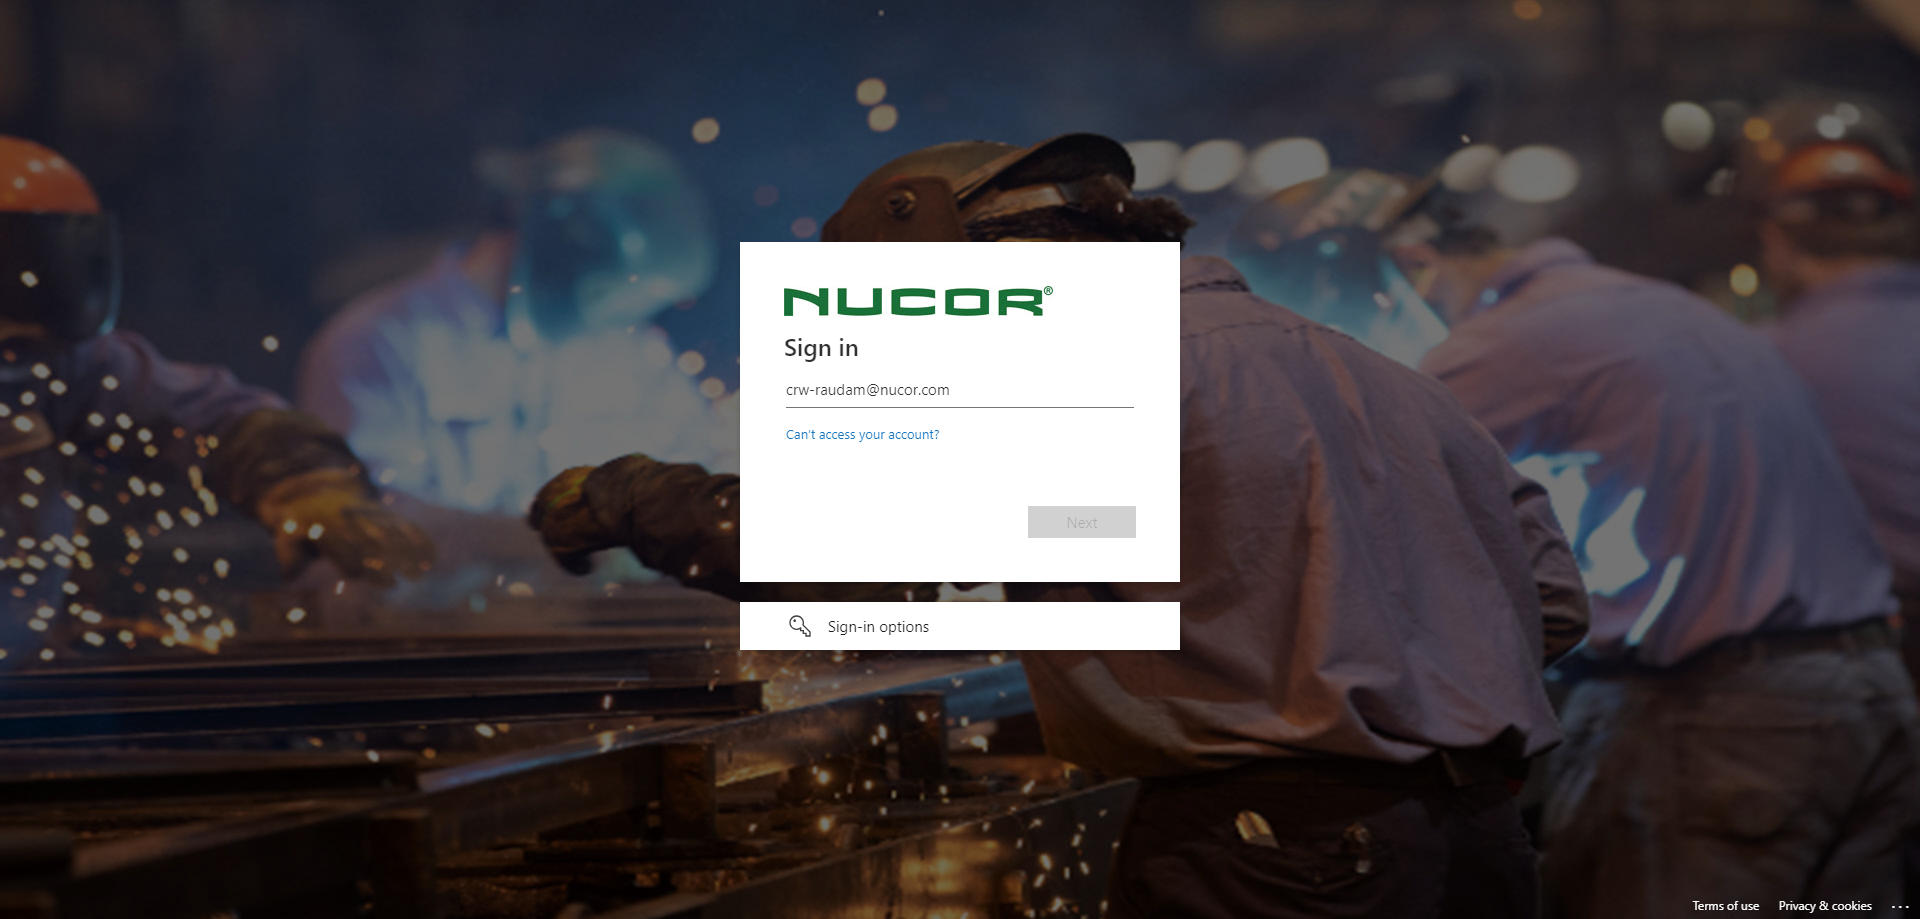 NUCOR®
Sign in
crw-raudam@nucor.com
Can't access your account?
Next
Sign-in options
Terms of use Privacy & cookies ...